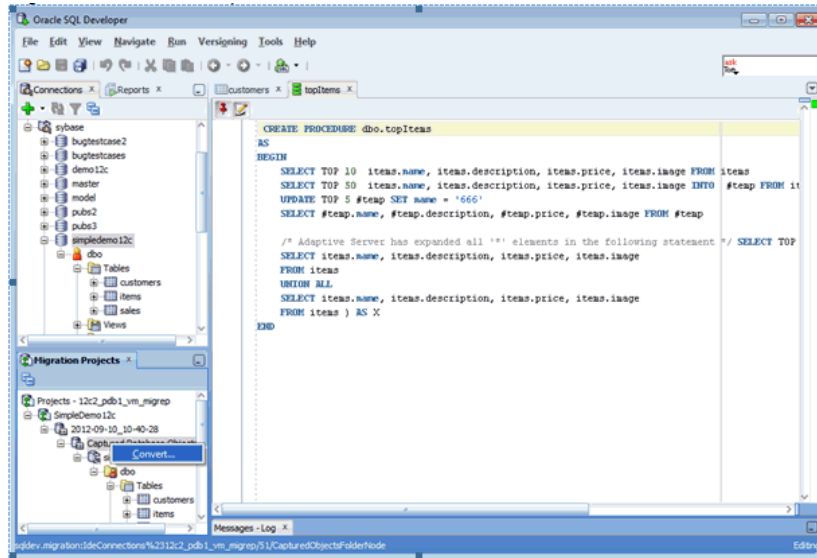 Oracle SQL Developer
File Edit View Navigate Run Versioning Tools Help
Connections Reports
customers topItems
sybase
bugtestcase2
bugtestcases
demo12c
master
model
pubs2
pubs3
simpledemo12c
dbo
Tables
customers
items
sales
Views
CREATE PROCEDURE dbo.topItems
AS
BEGIN
SELECT TOP 10 items.name, items.description, items.price, items.image FROM items
SELECT TOP 50 items.name, items.description, items.price, items.image INTO #temp FROM it
UPDATE TOP 5 #temp SET name = '666'
SELECT #temp.name, #temp.description, #temp.price, #temp.image FROM #temp
/* Adaptive Server has expanded all '*' elements in the following statement */ SELECT TOP
SELECT items.name, items.description, items.price, items.image
FROM items
UNION ALL
SELECT items.name, items.description, items.price, items.image
FROM items ) AS X
END
Migration Projects
Projects - 12c2_pdb1_vm_migrep
SimpleDemo12c
2012-09-10_10-40-28
Captured Database Objects
Convert...
dbo
Tables
customers
items
Messages - Log
sqldev.migration:IdeConnections%2312c2_pdb1_vm_migrep/51/CapturedObjectsFolderNode
Editin